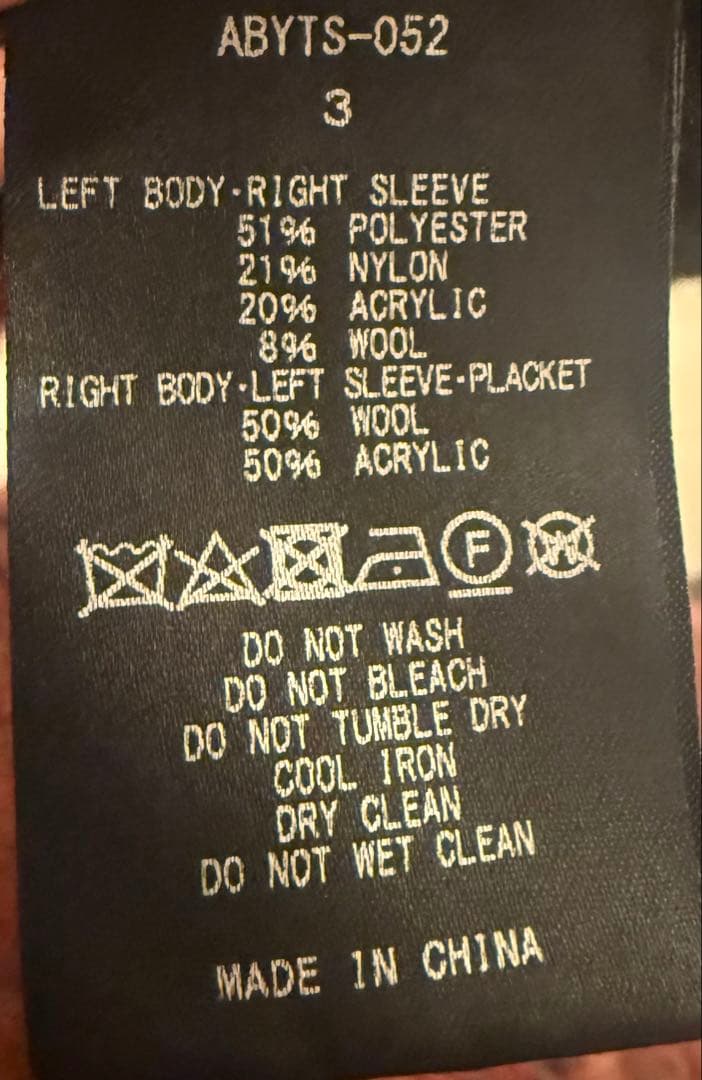 ABYTS-052
3
LEFT BODY·RIGHT SLEEVE
51% POLYESTER
21% NYLON
20% ACRYLIC
8% WOOL
RIGHT BODY·LEFT SLEEVE·PLACKET
50% WOOL
50% ACRYLIC
F W
DO NOT WASH
DO NOT BLEACH
DO NOT TUMBLE DRY
COOL IRON
DRY CLEAN
DO NOT WET CLEAN
MADE IN CHINA